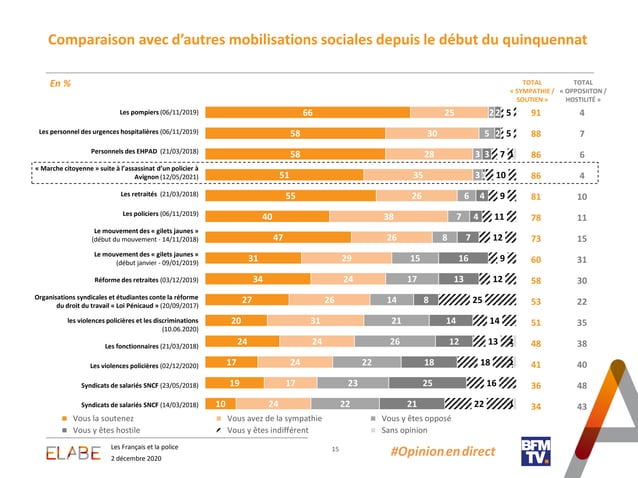 Comparaison avec d'autres mobilisations sociales depuis le début du quinquennat
En %
TOTAL
« SYMPATHIE /
SOUTIEN »
TOTAL
« OPPOSIITON /
HOSTILITÉ »
Les pompiers (06/11/2019) 66 25 2 2 5 91 4
Les personnel des urgences hospitalières (06/11/2019) 58 30 5 2 5 88 7
Personnels des EHPAD (21/03/2018) 58 28 3 3 7 86 6
« Marche citoyenne » suite à l'assassinat d'un policier à
Avignon (12/05/2021) 51 35 3 10 86 4
Les retraités (21/03/2018) 55 26 6 4 9 81 10
Les policiers (06/11/2019) 40 38 7 4 11 78 11
Le mouvement des « gilets jaunes »
(début du mouvement - 14/11/2018) 47 26 8 7 12 73 15
Le mouvement des « gilets jaunes »
(début janvier - 09/01/2019) 31 29 15 16 9 60 31
Réforme des retraites (03/12/2019) 34 24 17 13 12 58 30
Organisations syndicales et étudiantes conte la réforme
du droit du travail « Loi Pénicaud » (20/09/2017) 27 26 14 8 25 53 22
les violences policières et les discriminations
(10.06.2020) 20 31 21 14 14 51 35
Les fonctionnaires (21/03/2018) 24 24 26 12 13 48 38
Les violences policières (02/12/2020) 17 24 22 18 18 41 40
Syndicats de salariés SNCF (23/05/2018) 19 17 23 25 16 36 48
Syndicats de salariés SNCF (14/03/2018) 10 24 22 21 22 34 43
Vous la soutenez Vous avez de la sympathie Vous y êtes opposé
Vous y êtes hostile Vous y êtes indifférent Sans opinion
ELABE
Les Français et la police
2 décembre 2020
15
#Opinion en direct
BFM
TV.